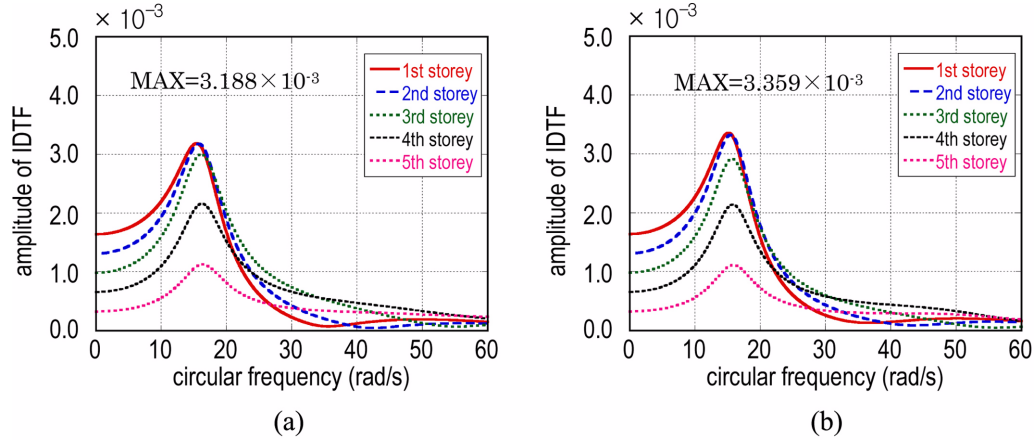 × 10⁻³
5.0
4.0
3.0
2.0
1.0
0.0
amplitude of IDTF
MAX=3.188×10⁻³
1st storey
2nd storey
3rd storey
4th storey
5th storey
0 10 20 30 40 50 60
circular frequency (rad/s)
(a)
× 10⁻³
5.0
4.0
3.0
2.0
1.0
0.0
amplitude of IDTF
MAX=3.359×10⁻³
1st storey
2nd storey
3rd storey
4th storey
5th storey
0 10 20 30 40 50 60
circular frequency (rad/s)
(b)